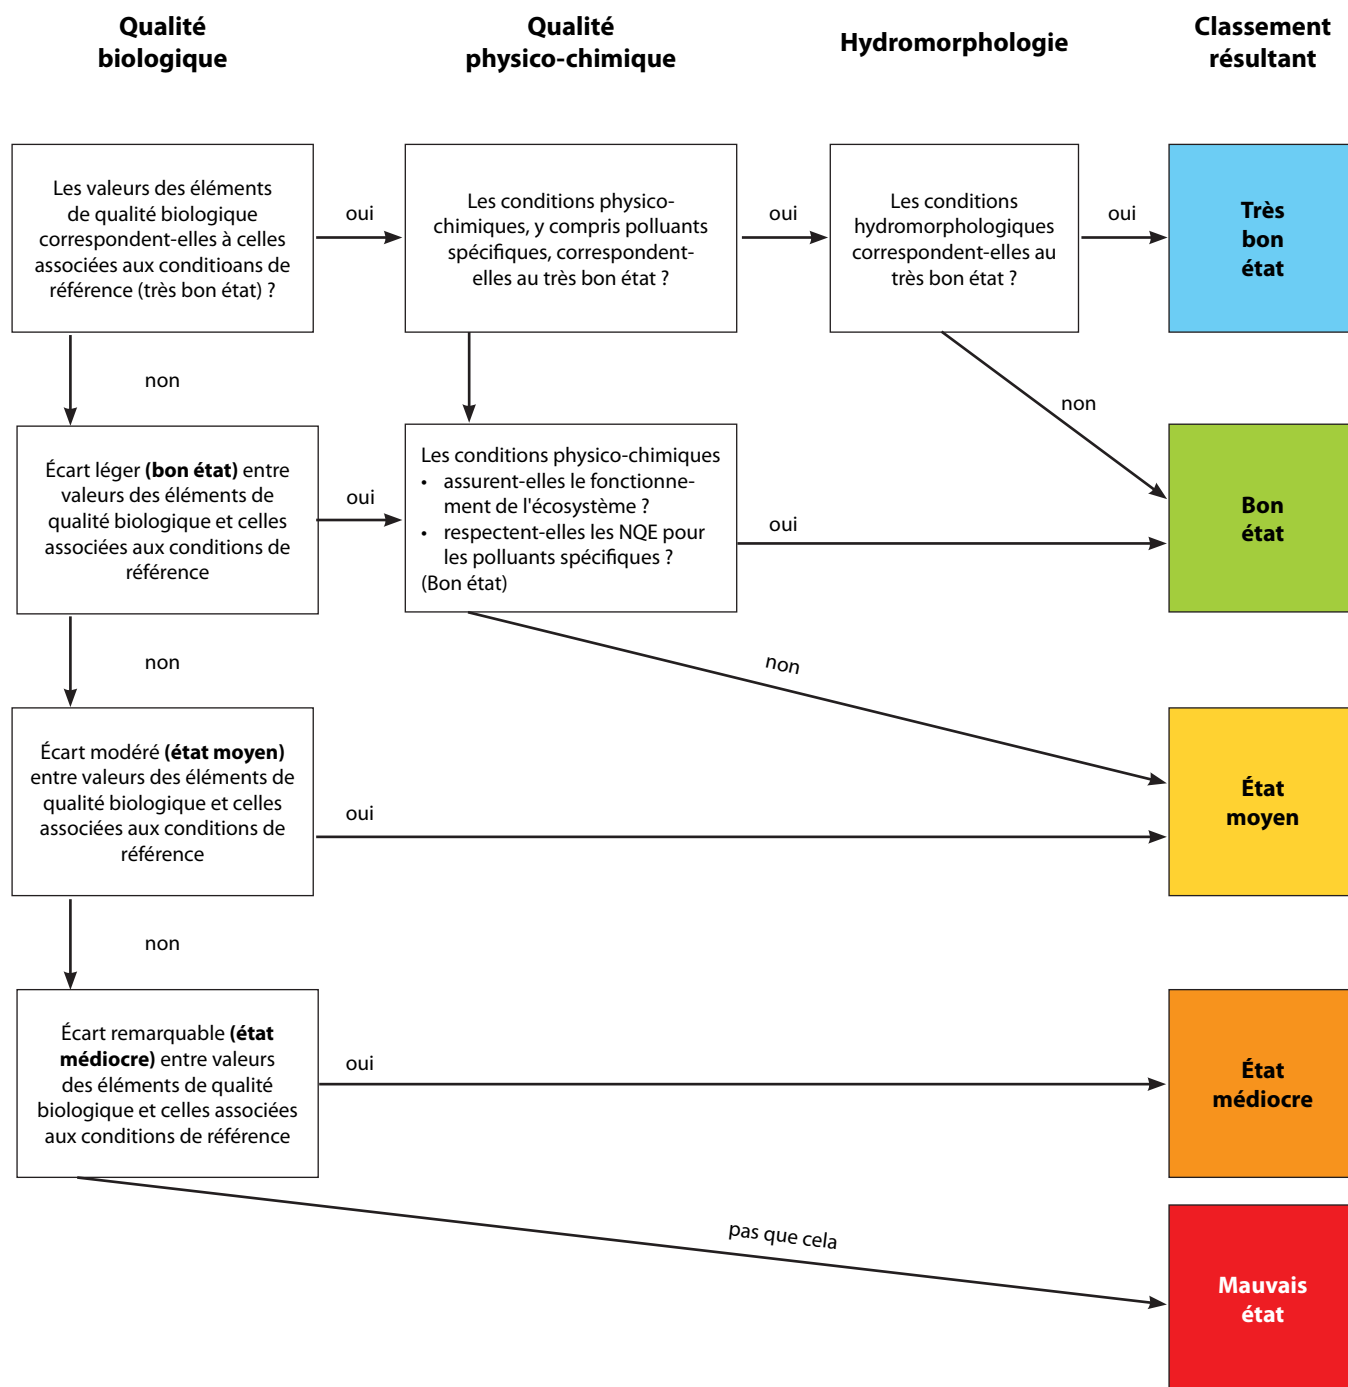 Qualité
biologique
Qualité
physico-chimique
Hydromorphologie
Classement
résultant
Les valeurs des éléments
de qualité biologique
correspondent-elles à celles
associées aux conditioans de
référence (très bon état) ?
oui
Les conditions physico-
chimiques, y compris polluants
spécifiques, correspondent-
elles au très bon état ?
oui
Les conditions
hydromorphologiques
correspondent-elles au
très bon état ?
oui
Très
bon
état
non
non
Écart léger (bon état) entre
valeurs des éléments de
qualité biologique et celles
associées aux conditions de
référence
oui
Les conditions physico-chimiques
• assurent-elles le fonctionne-
ment de l'écosystème ?
• respectent-elles les NQE pour
les polluants spécifiques ?
(Bon état)
oui
Bon
état
non
non
Écart modéré (état moyen)
entre valeurs des éléments de
qualité biologique et celles
associées aux conditions de
référence
oui
État
moyen
non
Écart remarquable (état
médiocre) entre valeurs
des éléments de qualité
biologique et celles associées
aux conditions de référence
oui
État
médiocre
pas que cela
Mauvais
état